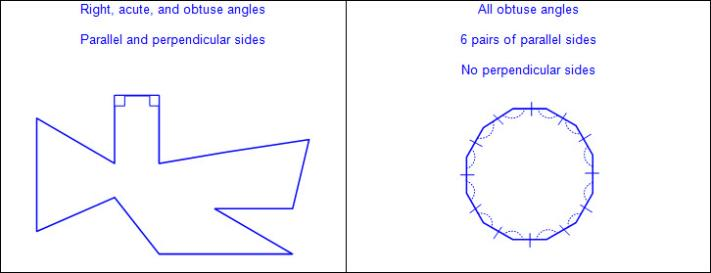 Right, acute, and obtuse angles
Parallel and perpendicular sides
All obtuse angles
6 pairs of parallel sides
No perpendicular sides